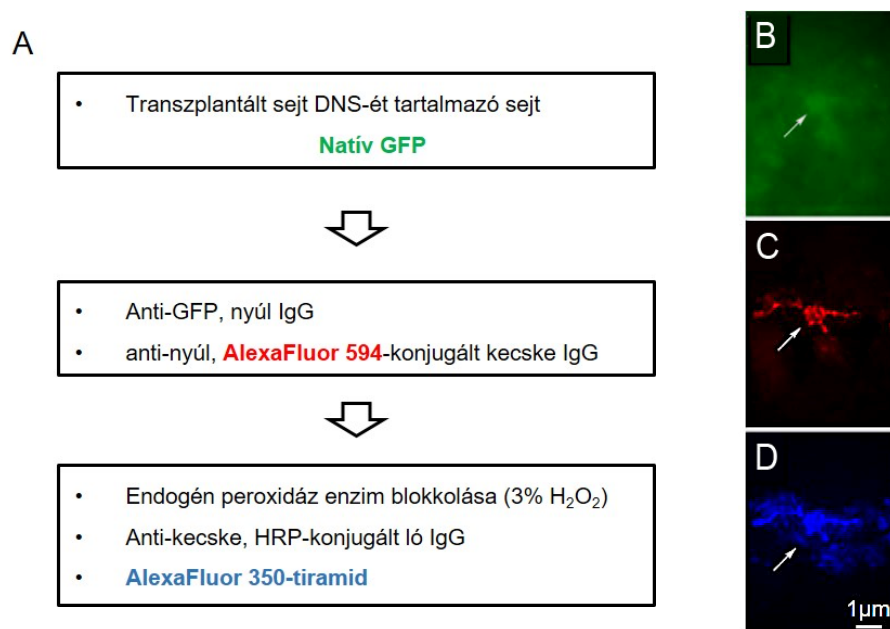 A
• Transzplantált sejt DNS-ét tartalmazó sejt
Natív GFP
• Anti-GFP, nyúl IgG
• anti-nyúl, AlexaFluor 594-konjugált kecske IgG
• Endogén peroxidáz enzim blokkolása (3% H₂O₂)
• Anti-kecske, HRP-konjugált ló IgG
• AlexaFluor 350-tiramid
B
C
D
1µm